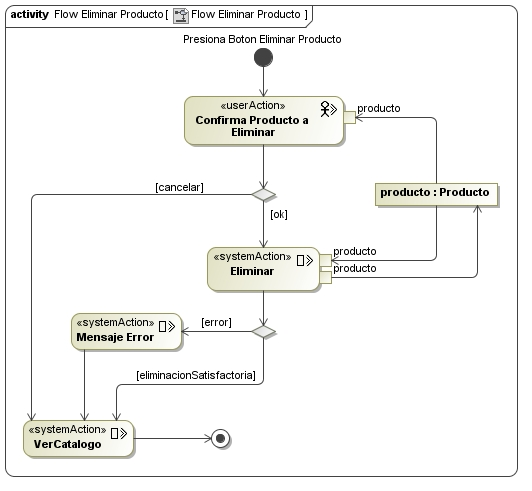 activity Flow Eliminar Producto[ Flow Eliminar Producto ]
Presiona Boton Eliminar Producto
«userAction»
Confirma Producto a
Eliminar
producto
producto : Producto
[cancelar]
[ok]
«systemAction»
Eliminar
producto
producto
[error]
«systemAction»
Mensaje Error
[eliminacionSatisfactoria]
«systemAction»
VerCatalogo